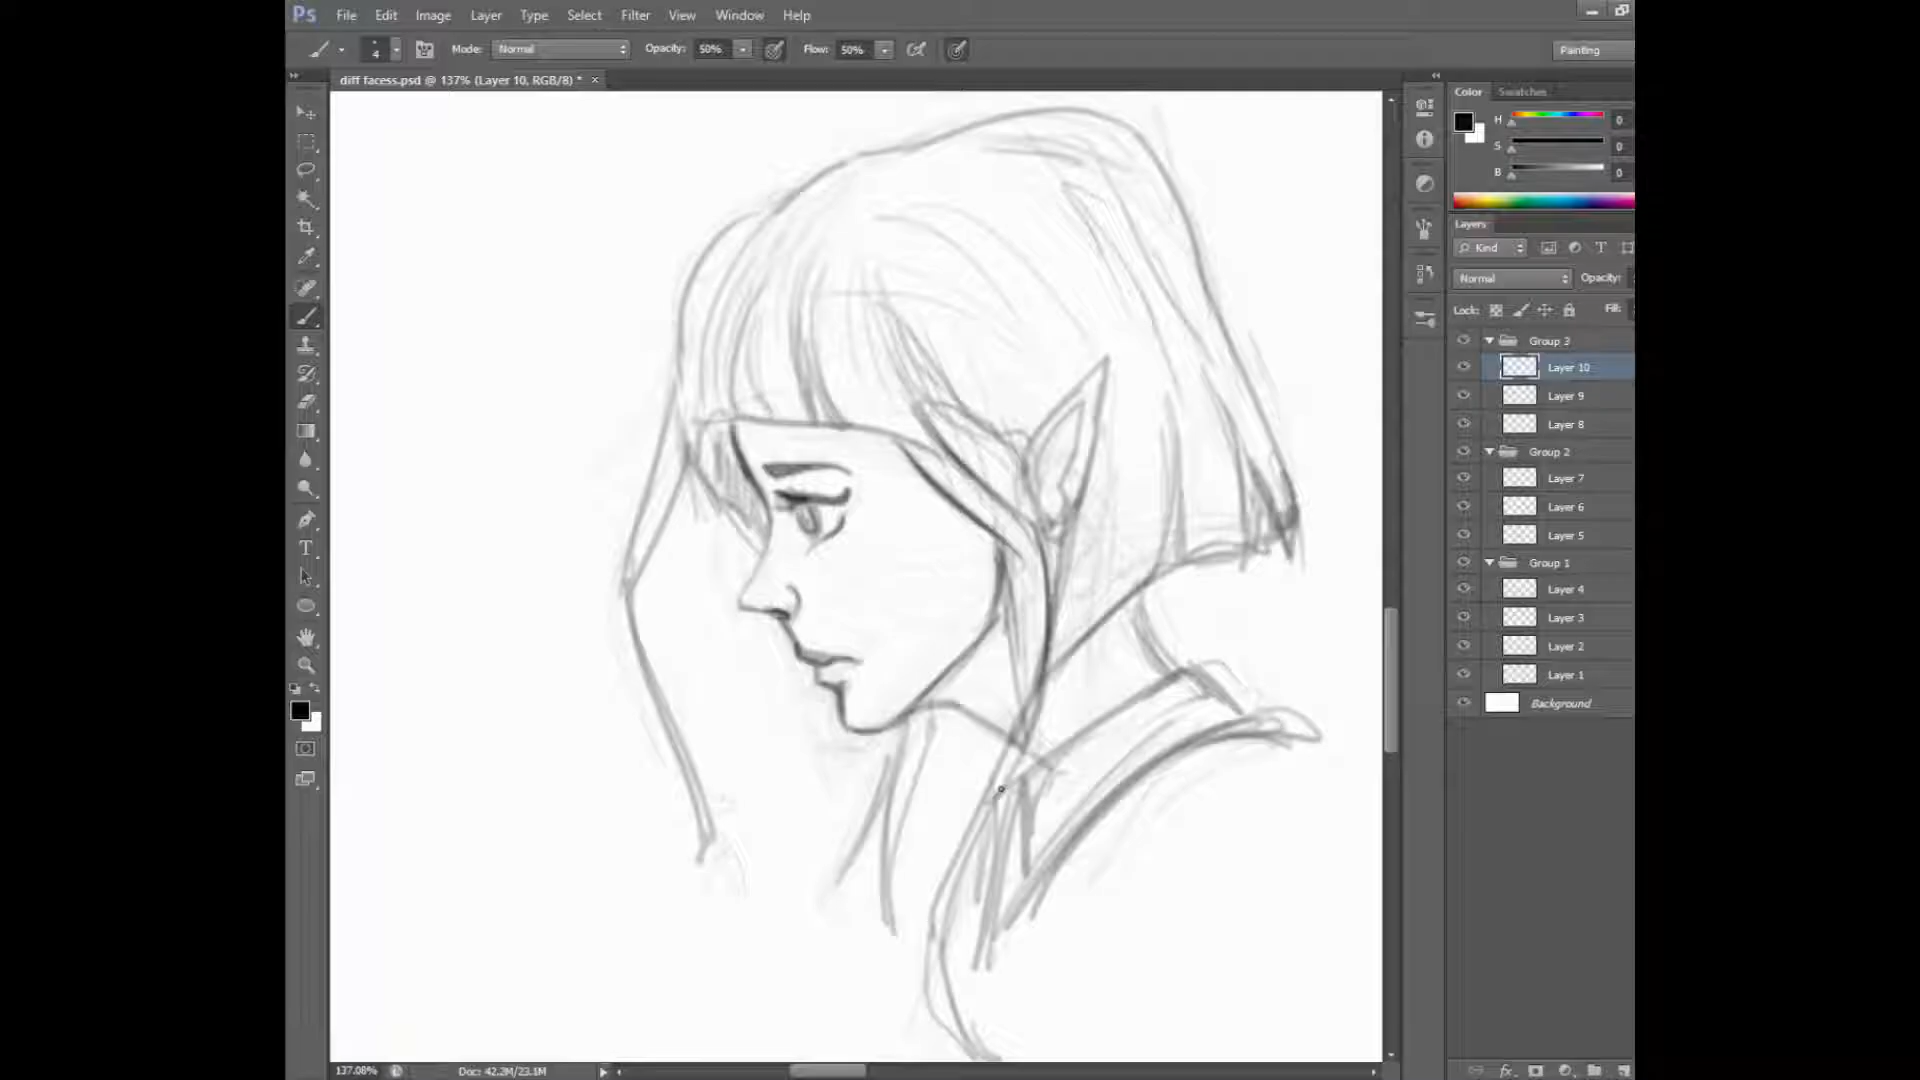 Ps File Edit Image Layer Type Select Filter View Window Help
4 Mode: Normal Opacity: 50% Flow: 50% Painting
diff facess.psd @ 137% (Layer 10, RGB/8) * ×
Color Swatches
H 0
S 0
B 0
Layers
Kind
Normal Opacity:
Lock: Fill:
Group 3
Layer 10
Layer 9
Layer 8
Group 2
Layer 7
Layer 6
Layer 5
Group 1
Layer 4
Layer 3
Layer 2
Layer 1
Background
137.08% Doc: 42.2M/23.1M